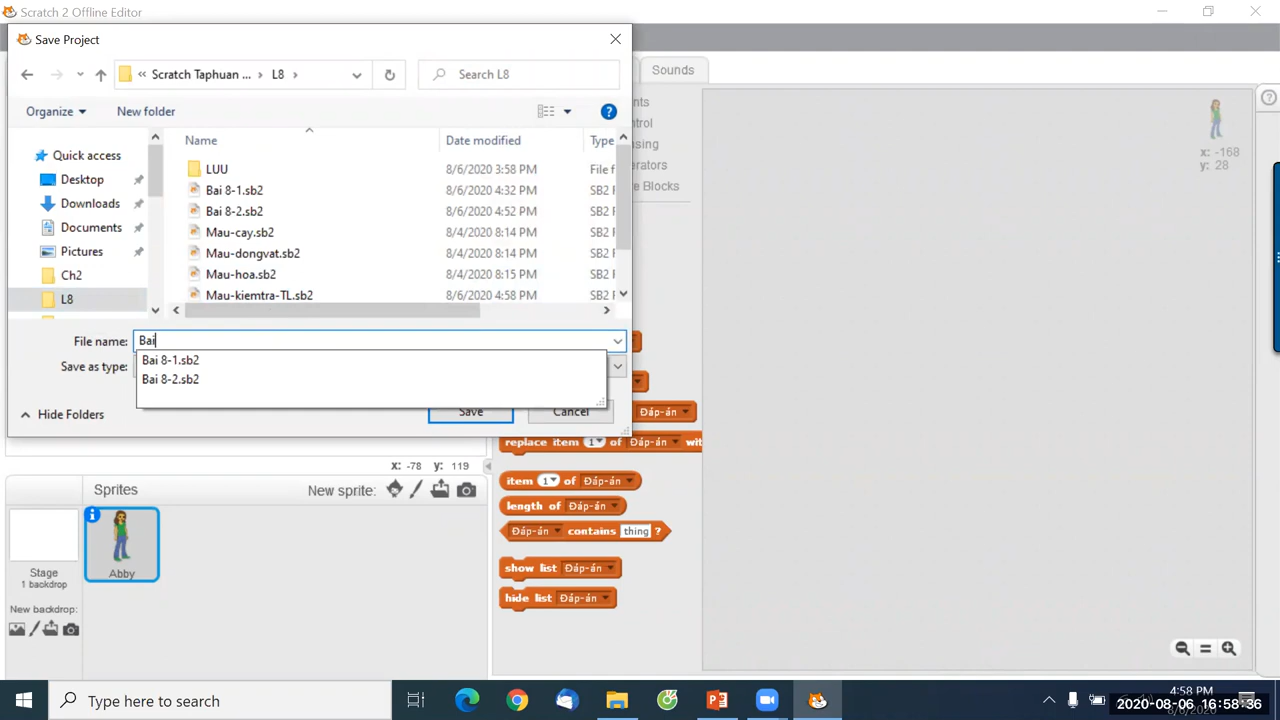 Scratch 2 Offline Editor
Save Project
« Scratch Taphuan ... › L8 ›
Search L8
Organize
New folder
Name Date modified Type
Quick access
Desktop
Downloads
Documents
Pictures
Ch2
L8
LUU 8/6/2020 3:58 PM File f
Bai 8-1.sb2 8/6/2020 4:32 PM SB2 F
Bai 8-2.sb2 8/6/2020 4:52 PM SB2 F
Mau-cay.sb2 8/4/2020 8:14 PM SB2 F
Mau-dongvat.sb2 8/4/2020 8:14 PM SB2 F
Mau-hoa.sb2 8/4/2020 8:15 PM SB2 F
Mau-kiemtra-TL.sb2 8/6/2020 4:58 PM SB2 F
File name: Bai
Save as type:
Bai 8-1.sb2
Bai 8-2.sb2
Hide Folders
Save Cancel
Sounds
x: -168
y: 28
Đáp-án
replace item 1 of Đáp-án wit
item 1 of Đáp-án
length of Đáp-án
Đáp-án contains thing ?
show list Đáp-án
hide list Đáp-án
x: -78 y: 119
Sprites New sprite:
Abby
Stage
1 backdrop
New backdrop:
Type here to search
4:58 PM
2020-08-06 16:58:36